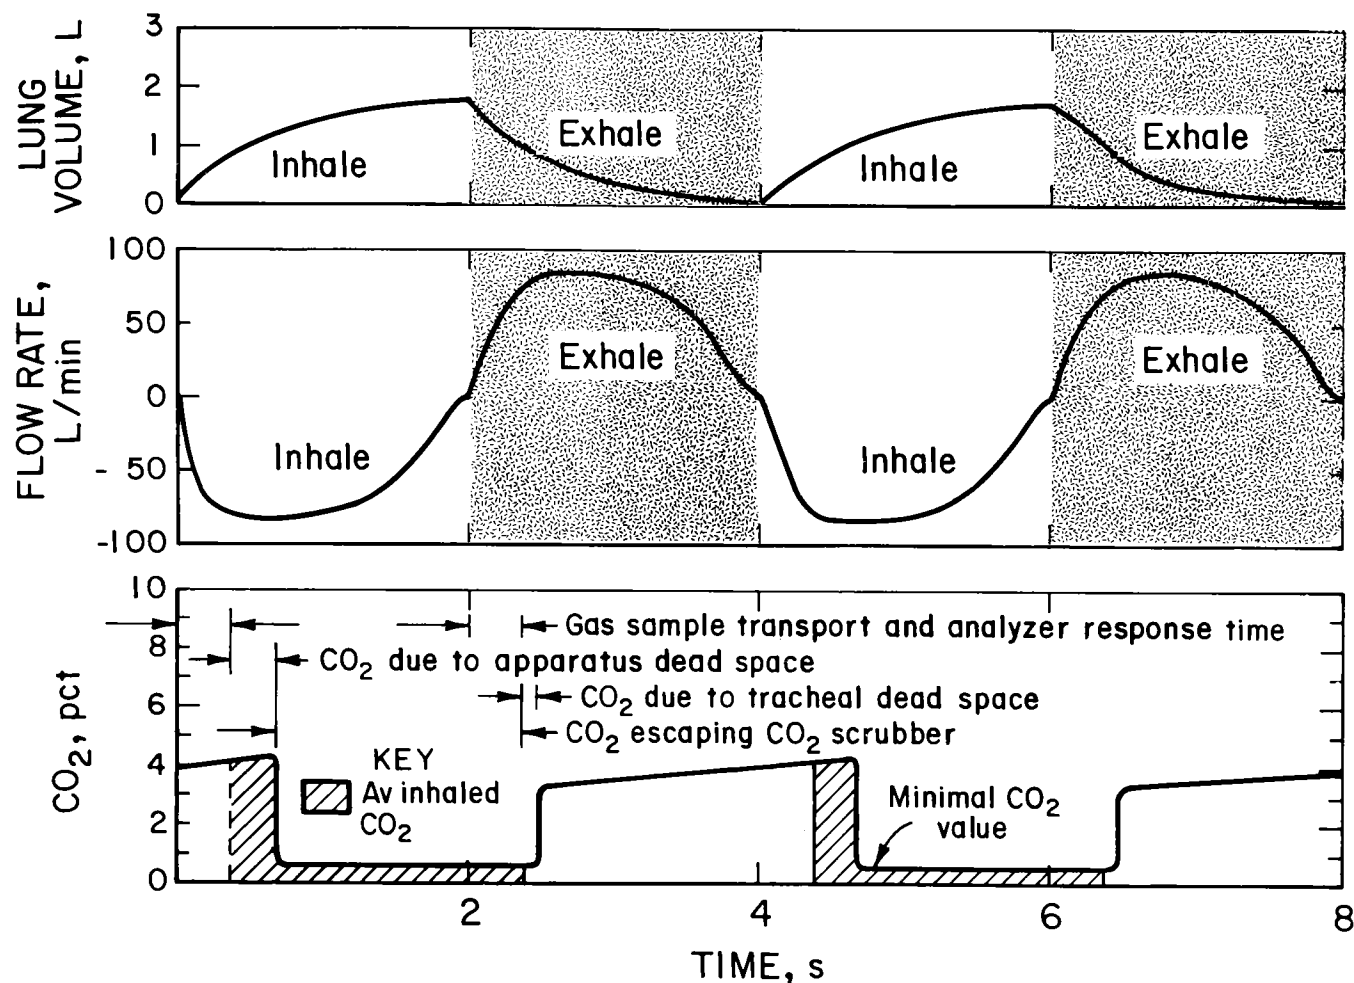 LUNG
VOLUME, L
3
2
1
0
Inhale
Exhale
Inhale
Exhale
FLOW RATE,
L/min
100
50
0
- 50
-100
Inhale
Exhale
Inhale
Exhale
CO2, pct
10
8
6
4
2
0
Gas sample transport and analyzer response time
CO2 due to apparatus dead space
CO2 due to tracheal dead space
CO2 escaping CO2 scrubber
KEY
Av inhaled
CO2
Minimal CO2
value
2
4
6
8
TIME, s